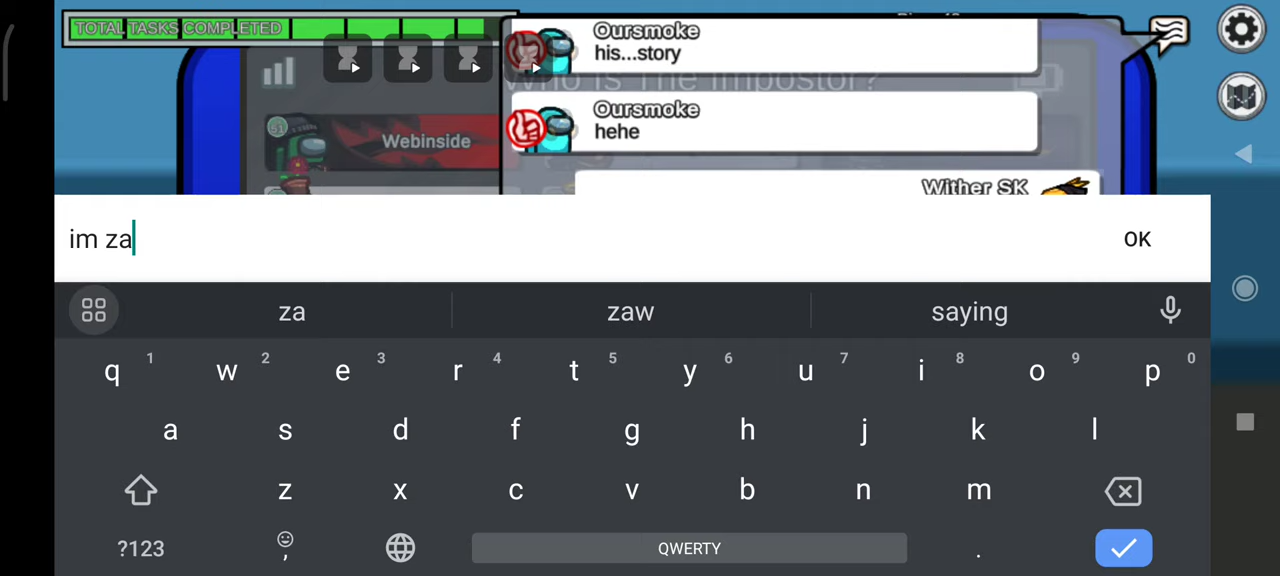 TOTAL TASKS COMPLETED
Oursmoke
his...story
Who Is The Impostor?
Oursmoke
hehe
51
Webinside
Wither SK
im za
OK
za zaw saying
q 1 w 2 e 3 r 4 t 5 y 6 u 7 i 8 o 9 p 0
a s d f g h j k l
z x c v b n m
?123 , QWERTY .